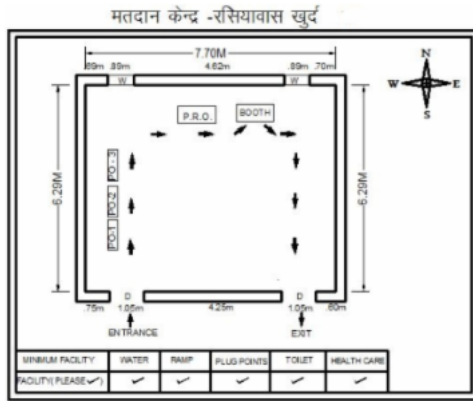 मतदान केन्द्र -रसियावास खुर्द
7.70M
.69m .89m 4.62m .89m .70m
W W
N
W E
S
P.R.O. BOOTH
6.29M 6.29M
PO - 3
PO-2
PO-1
D D
.75m 1.05m 4.25m 1.05m .60m
ENTRANCE EXIT
MINIMUM FACILITY WATER RAMP PLUG POINTS TOILET HEALTH CARE
FACILITY( PLEASE ✓ ) ✓ ✓ ✓ ✓ ✓